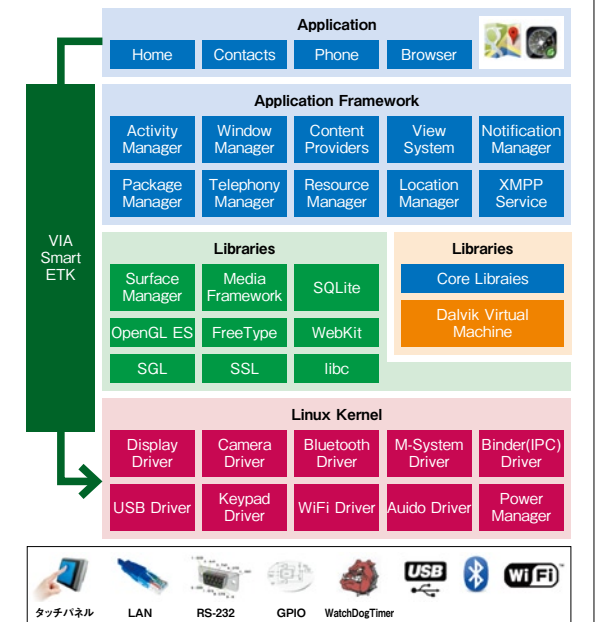 Application
Home
Contacts
Phone
Browser
Application Framework
Activity
Manager
Window
Manager
Content
Providers
View
System
Notification
Manager
Package
Manager
Telephony
Manager
Resource
Manager
Location
Manager
XMPP
Service
VIA
Smart
ETK
Libraries
Surface
Manager
Media
Framework
SQLite
OpenGL ES
FreeType
WebKit
SGL
SSL
libc
Libraries
Core Libraies
Dalvik Virtual
Machine
Linux Kernel
Display
Driver
Camera
Driver
Bluetooth
Driver
M-System
Driver
Binder(IPC)
Driver
USB Driver
Keypad
Driver
WiFi Driver
Auido Driver
Power
Manager
タッチパネル
LAN
RS-232
GPIO
WatchDogTimer
USB
WiFi